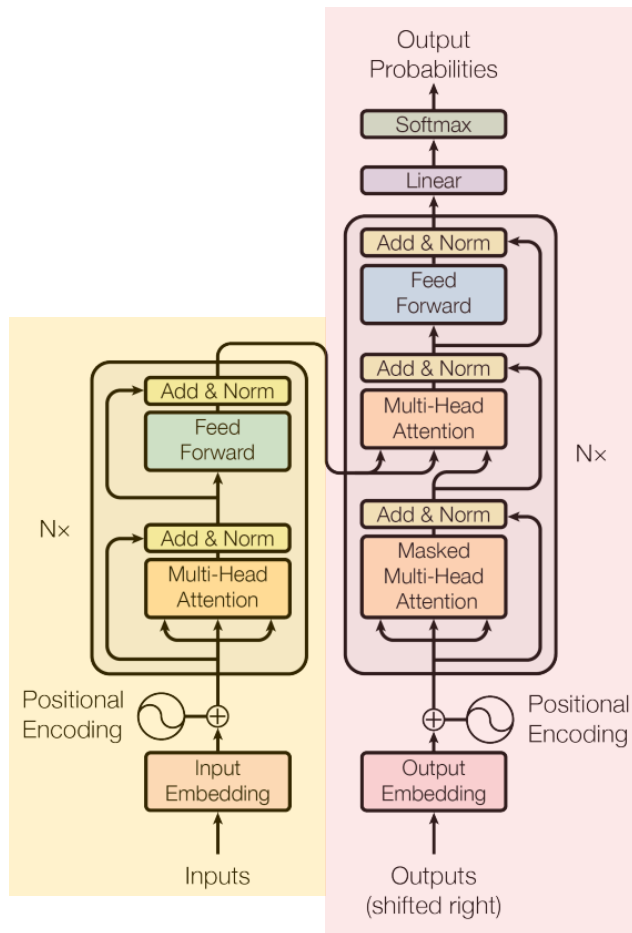 Output
Probabilities
Softmax
Linear
Add & Norm
Feed
Forward
Add & Norm
Multi-Head
Attention
N×
Add & Norm
Masked
Multi-Head
Attention
Positional
Encoding
Output
Embedding
Outputs
(shifted right)
Add & Norm
Feed
Forward
N×
Add & Norm
Multi-Head
Attention
Positional
Encoding
Input
Embedding
Inputs